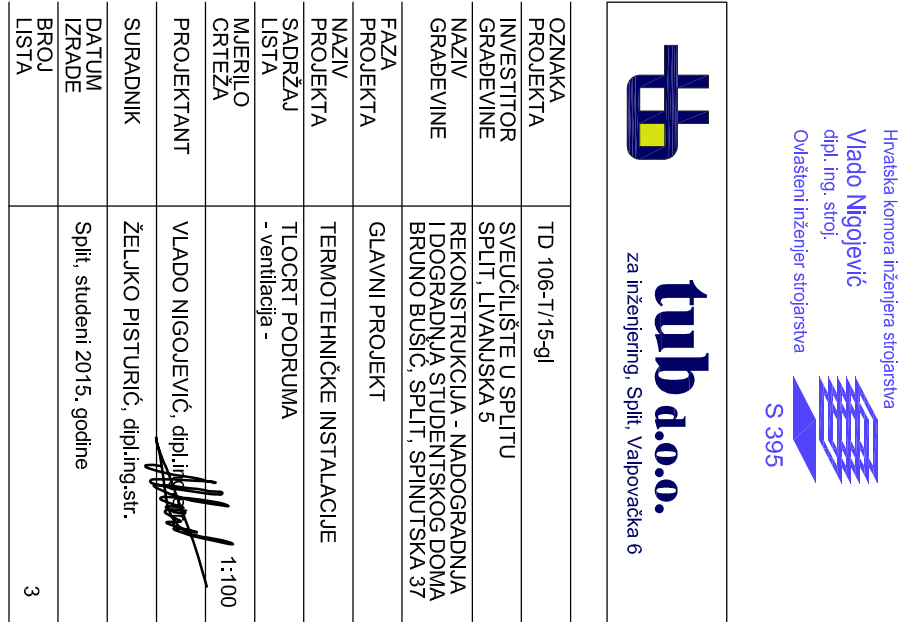 Hrvatska komora inženjera strojarstva
Vlado Nigojević
dipl. ing. stroj.
Ovlašteni inženjer strojarstva
S 395
tub d.o.o.
za inženjering, Split, Valpovačka 6
OZNAKA PROJEKTA
TD 106-T/15-gl
INVESTITOR GRAĐEVINE
SVEUČILIŠTE U SPLITU
SPLIT, LIVANJSKA 5
NAZIV GRAĐEVINE
REKONSTRUKCIJA - NADOGRADNJA
I DOGRADNJA STUDENTSKOG DOMA
BRUNO BUŠIĆ, SPLIT, SPINUTSKA 37
FAZA PROJEKTA
GLAVNI PROJEKT
NAZIV PROJEKTA
TERMOTEHNIČKE INSTALACIJE
SADRŽAJ LISTA
TLOCRT PODRUMA
- ventilacija -
MJERILO CRTEŽA
1:100
PROJEKTANT
VLADO NIGOJEVIĆ,
SURADNIK
ŽELJKO PISTURIĆ, dipl.ing.str.
DATUM IZRADE
Split, studeni 2015. godine
BROJ LISTA
3